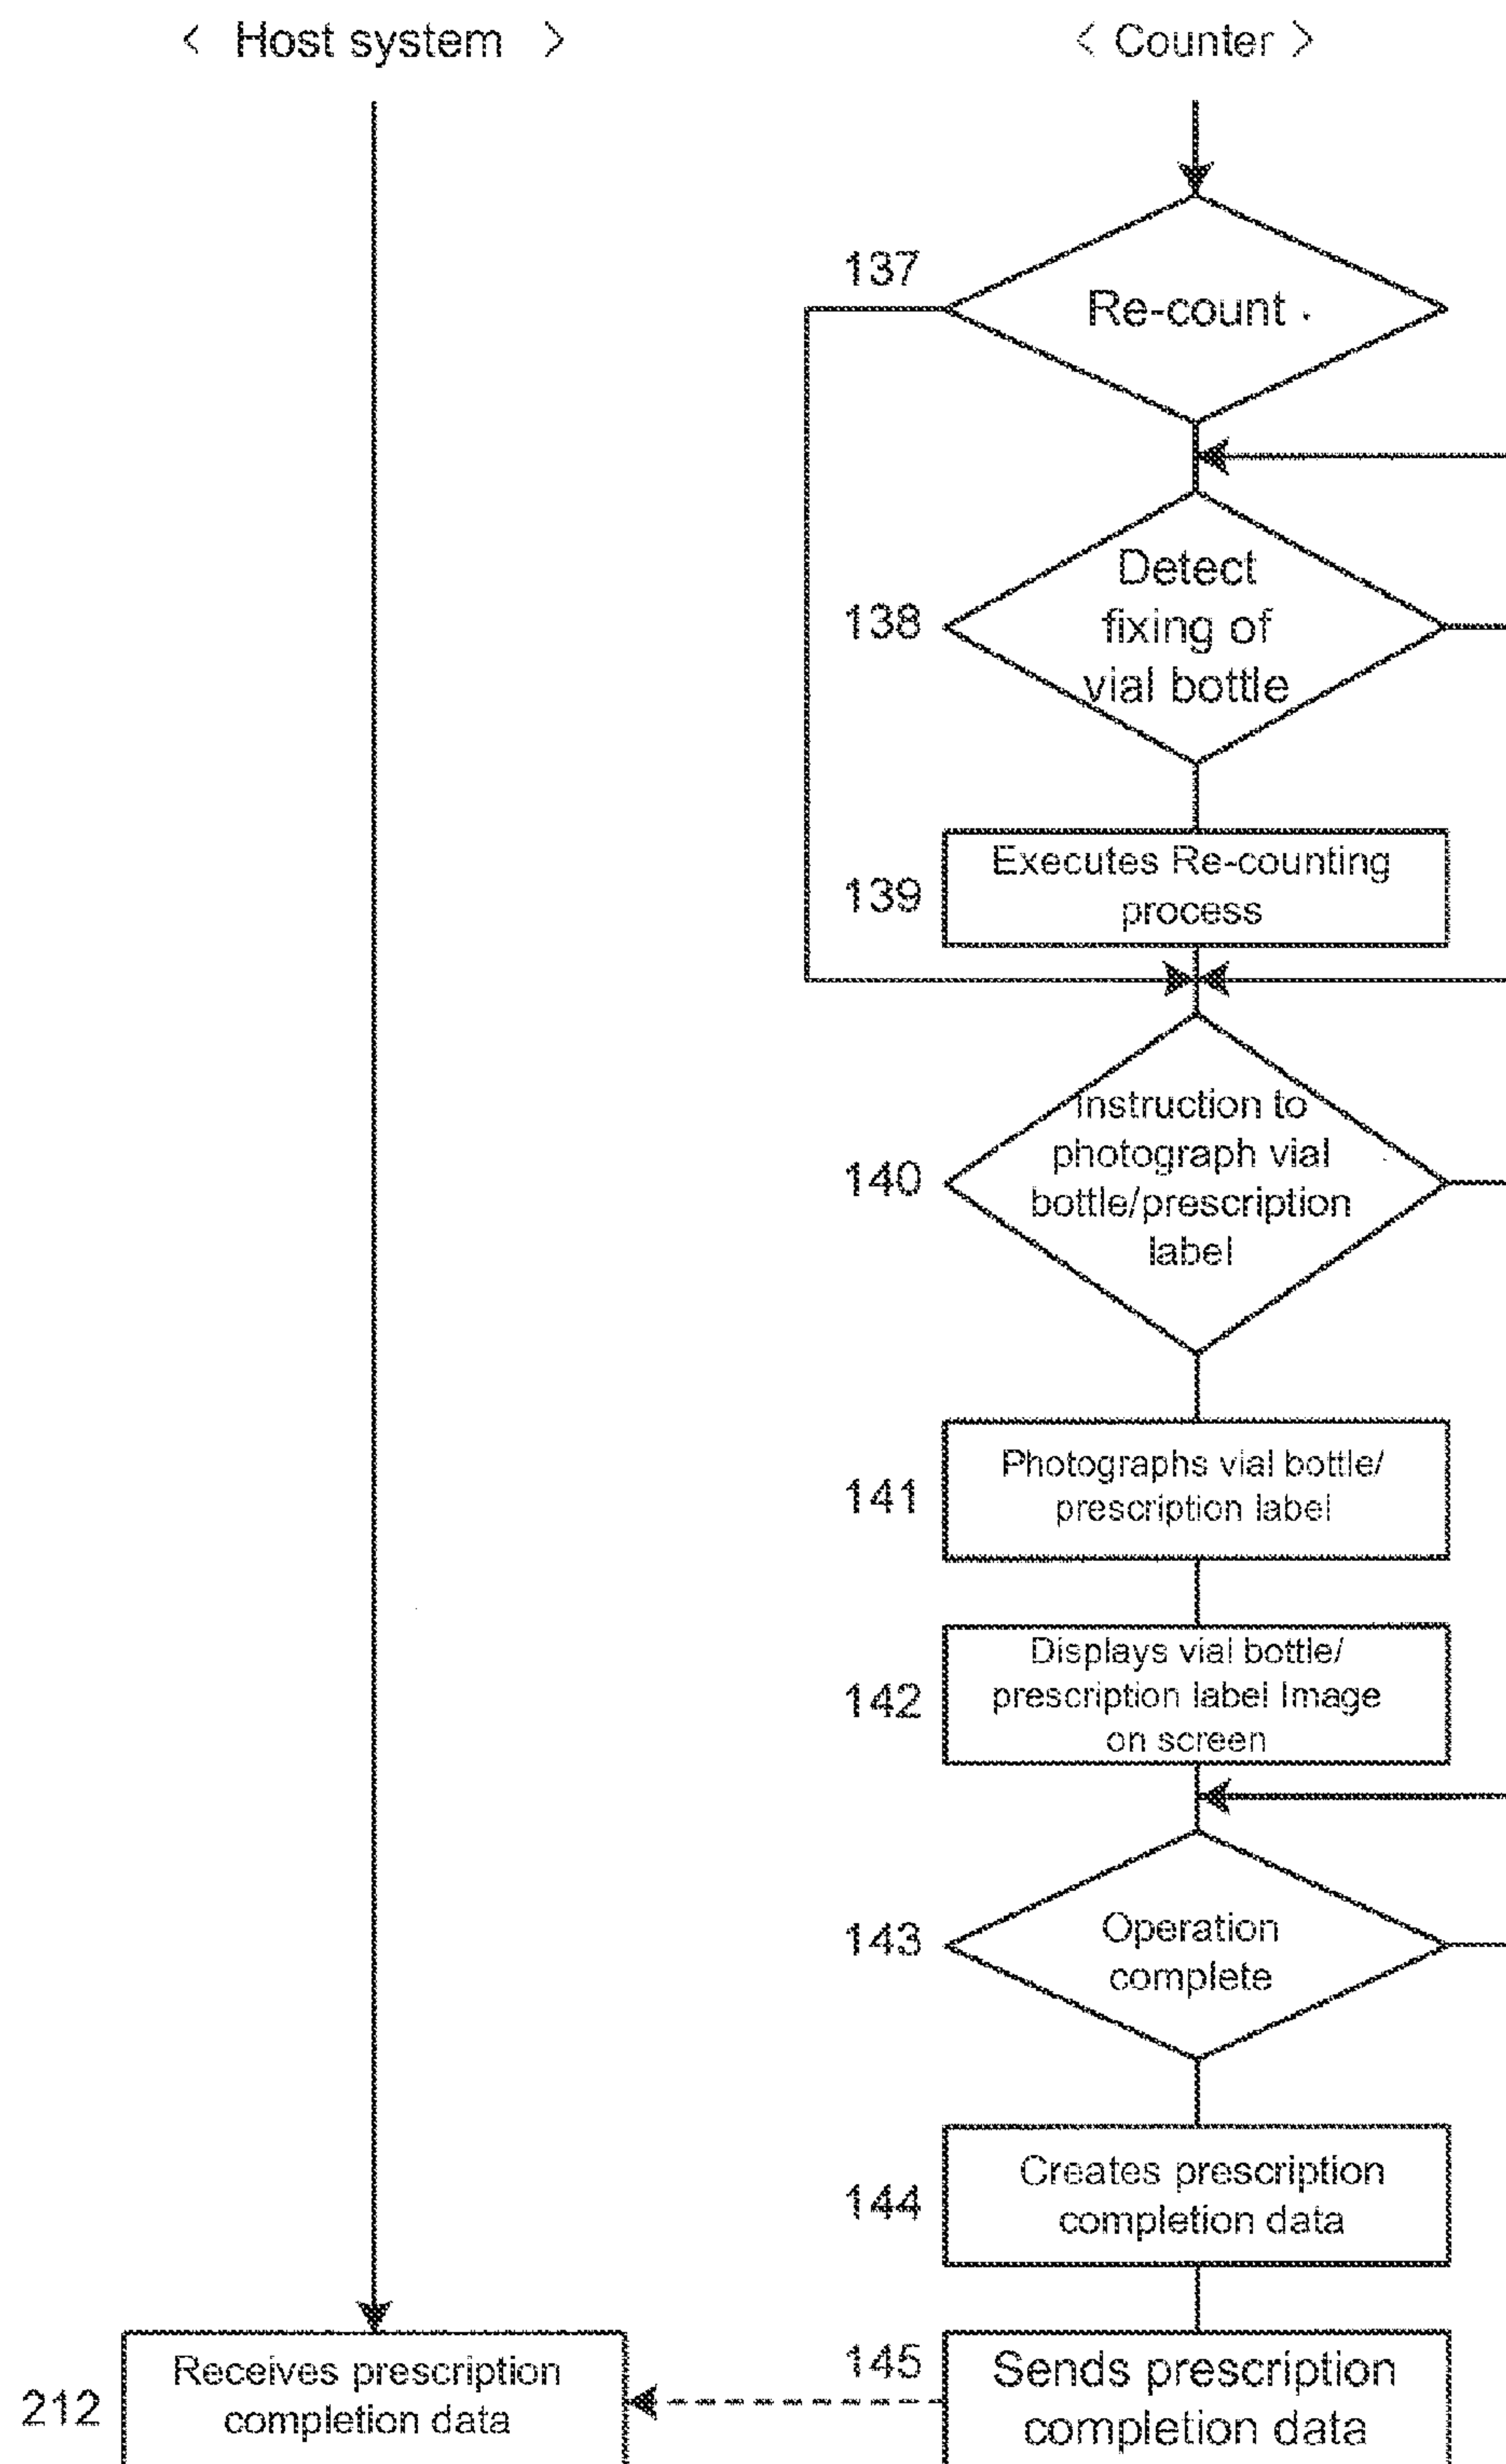 < Host system >
< Counter >
137
Re-count
138
Detect
fixing of
vial bottle
139
Executes Re-counting
process
140
Instruction to
photograph vial
bottle/prescription
label
141
Photographs vial bottle/
prescription label
142
Displays vial bottle/
prescription label Image
on screen
143
Operation
complete
144
Creates prescription
completion data
212
Receives prescription
completion data
145
Sends prescription
completion data